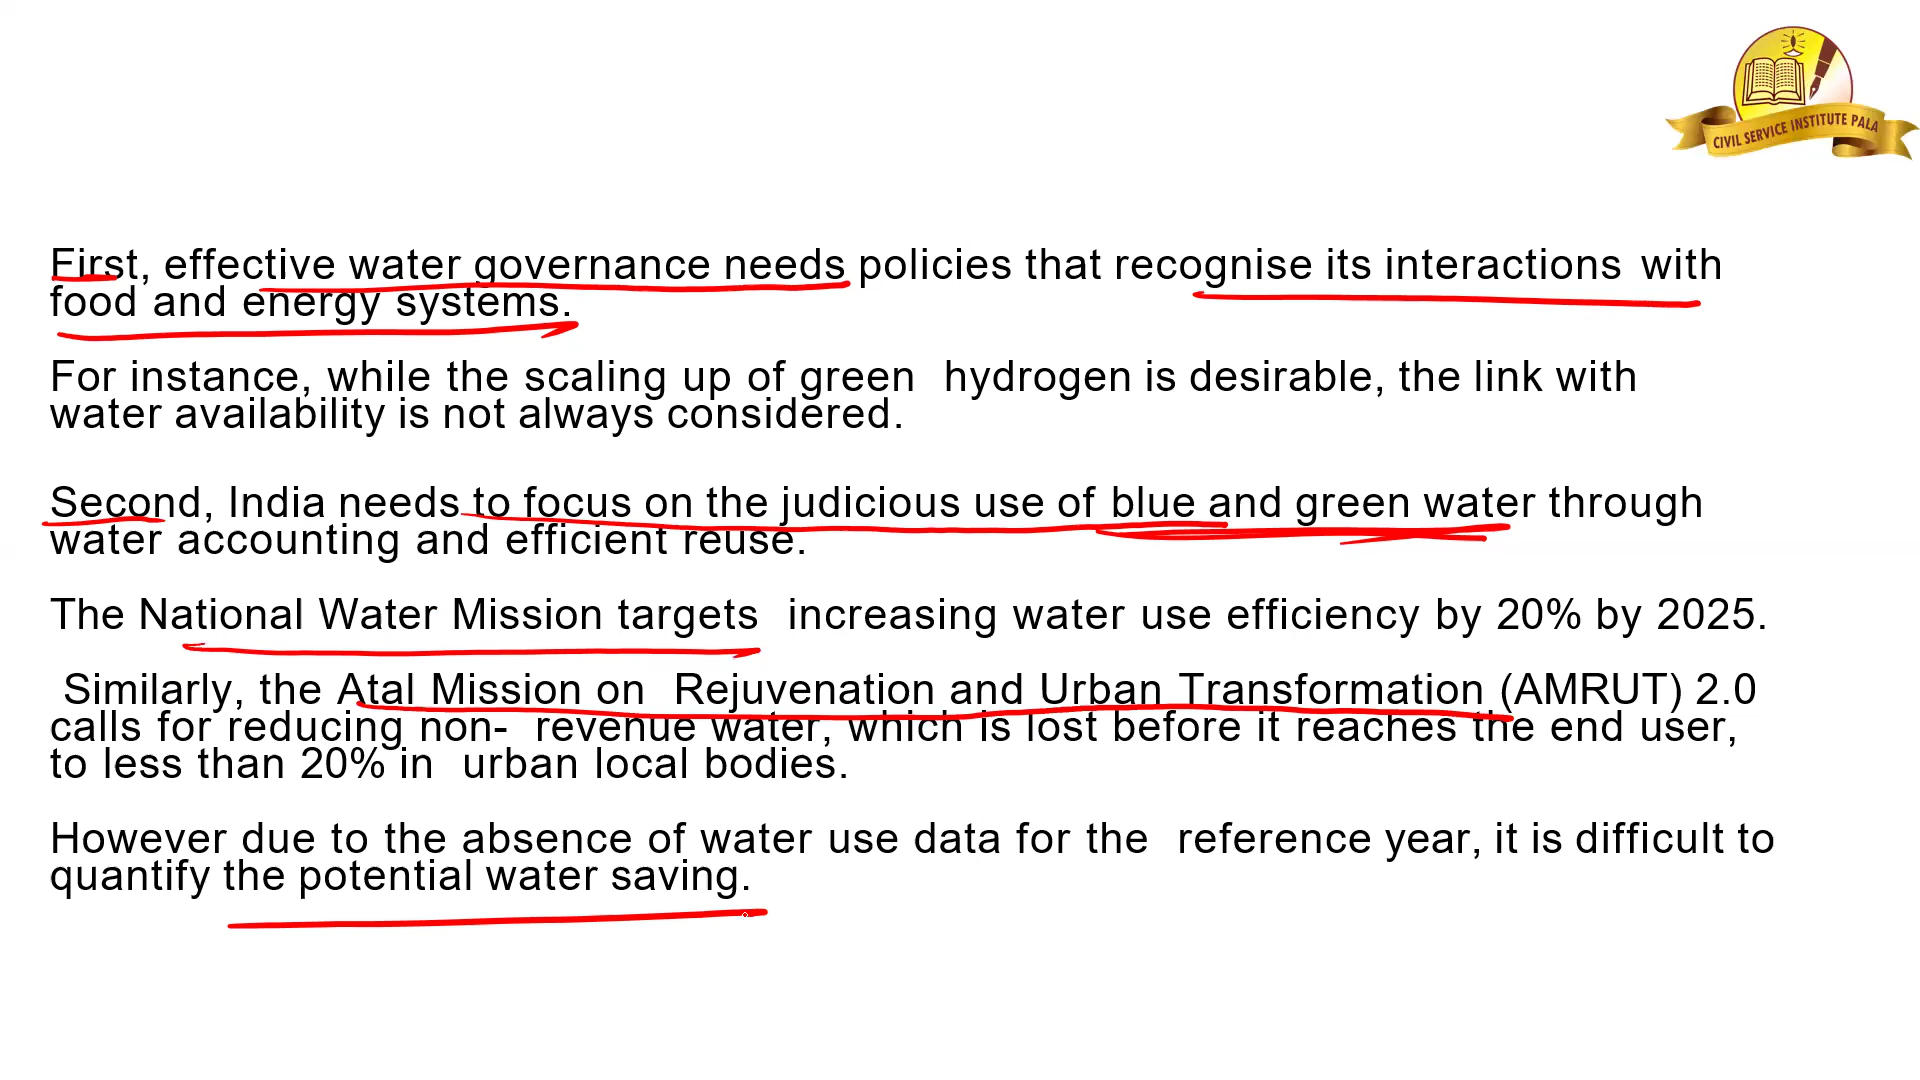 CIVIL SERVICE INSTITUTE PALA
First, effective water governance needs policies that recognise its interactions with
food and energy systems.
For instance, while the scaling up of green hydrogen is desirable, the link with
water availability is not always considered.
Second, India needs to focus on the judicious use of blue and green water through
water accounting and efficient reuse.
The National Water Mission targets increasing water use efficiency by 20% by 2025.
Similarly, the Atal Mission on Rejuvenation and Urban Transformation (AMRUT) 2.0
calls for reducing non- revenue water, which is lost before it reaches the end user,
to less than 20% in urban local bodies.
However due to the absence of water use data for the reference year, it is difficult to
quantify the potential water saving.